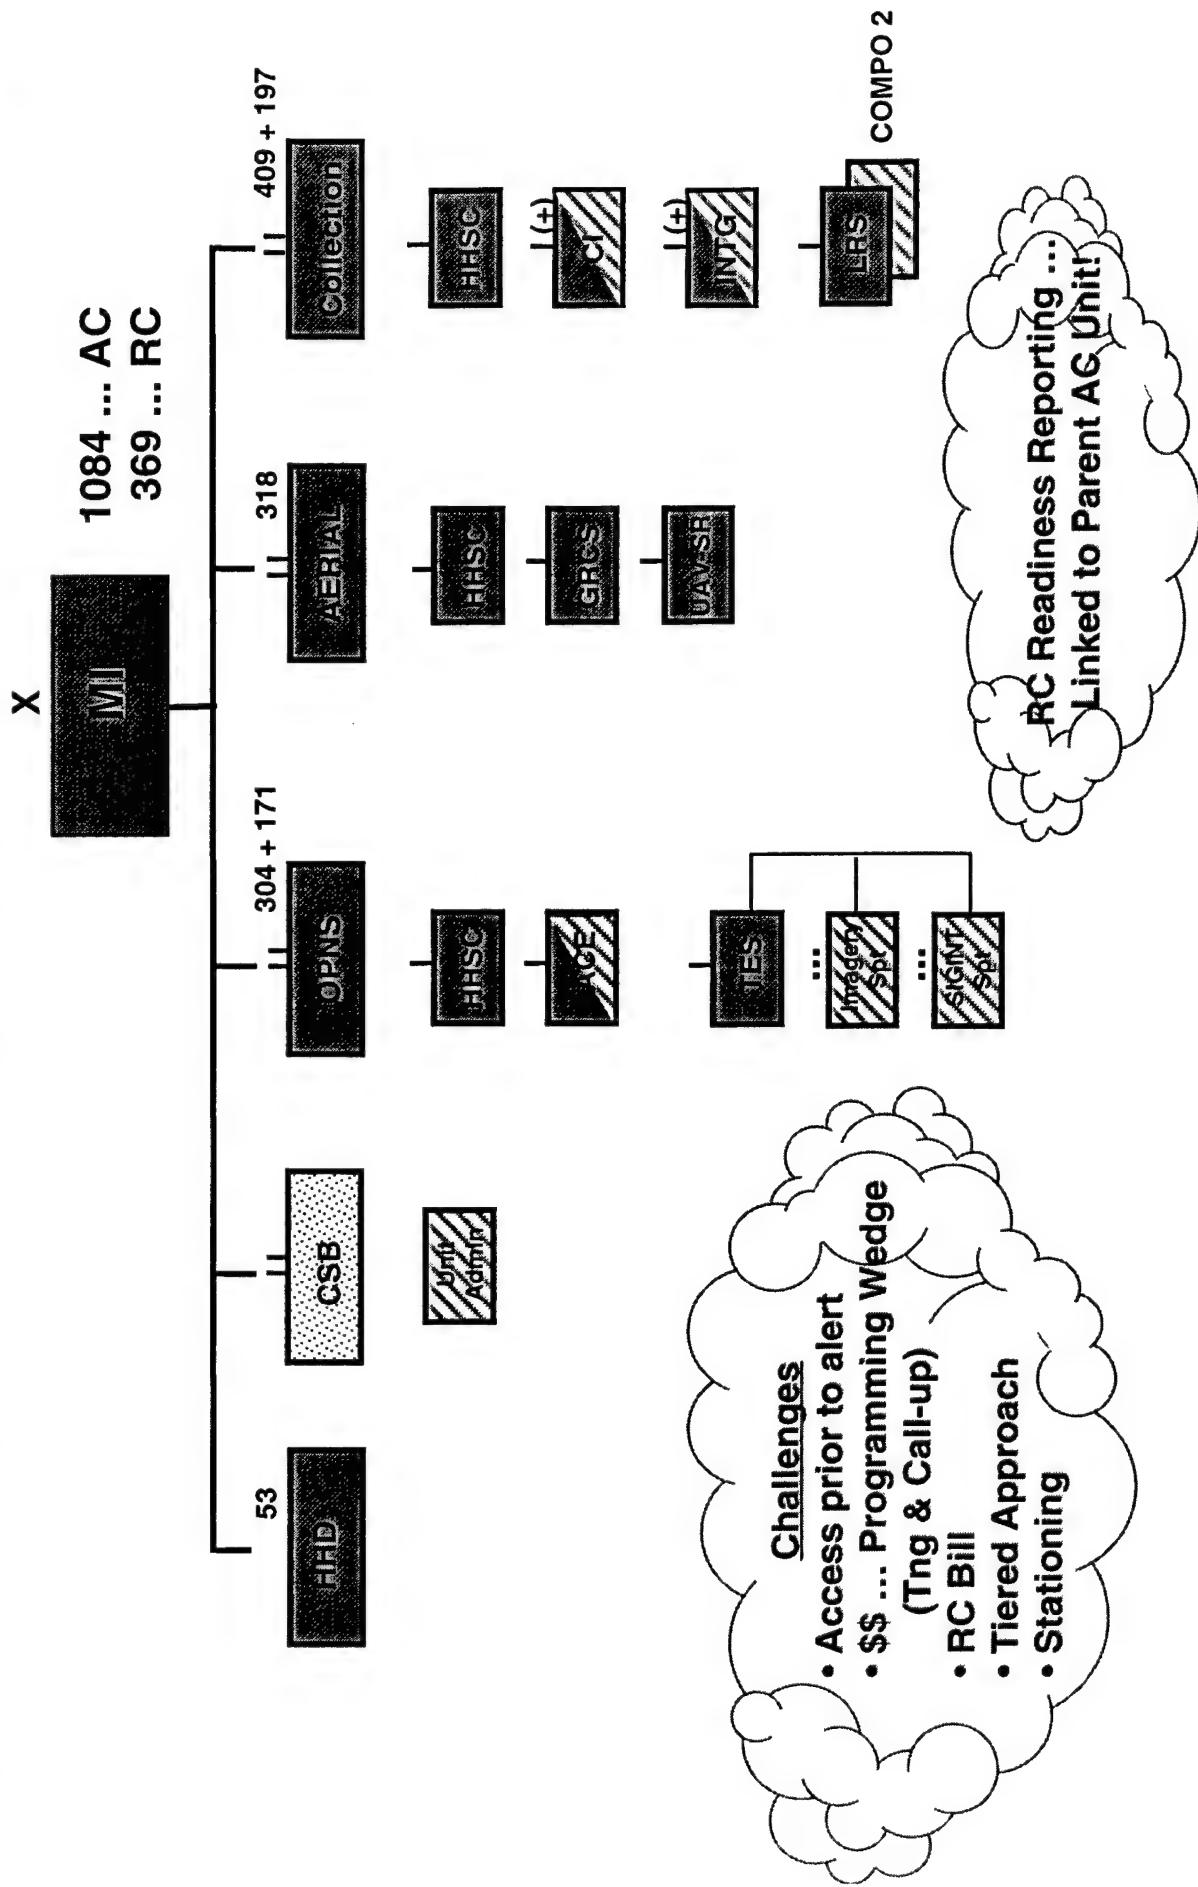 X
MI
1084 ... AC
369 ... RC
53
HHD
CSB
Unit
Admin
304 + 171
OPNS
HHSC
ACE
TES
...
Imagery
Spt
...
SIGINT
Spt
318
AERIAL
HHSC
GRCS
UAV-SR
409 + 197
Collection
HHSC
(+)
CI
(+)
INTG
LRS
COMPO 2
Challenges
• Access prior to alert
• $$ ... Programming Wedge
(Tng & Call-up)
• RC Bill
• Tiered Approach
• Stationing
RC Readiness Reporting ...
Linked to Parent AC Unit!